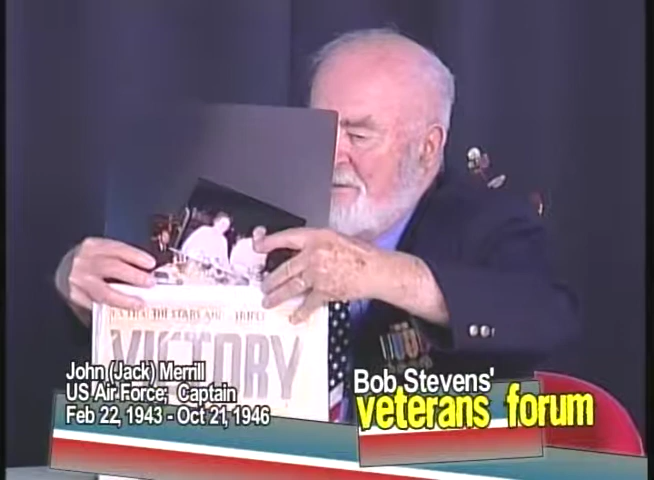 VICTORY
John (Jack) Merrill
US Air Force; Captain
Feb 22, 1943 - Oct 21, 1946
Bob Stevens'
veterans forum